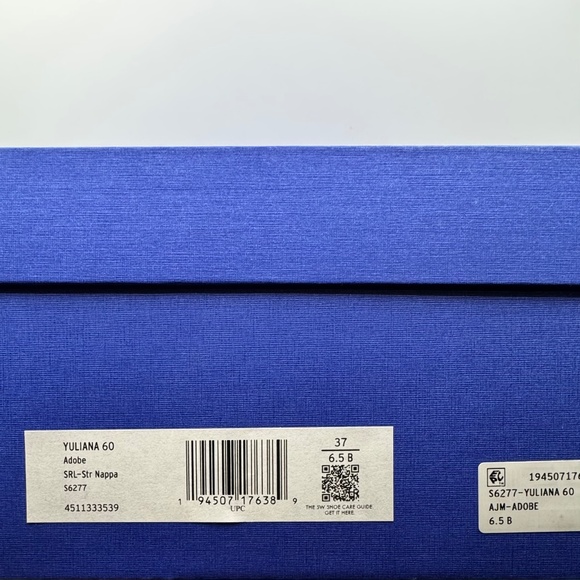 YULIANA 60
Adobe
SRL-Str Nappa
S6277
4511333539
1 94507 17638 9
UPC
37
6.5 B
THE SW SHOE CARE GUIDE
GET IT HERE.
194507176
S6277-YULIANA 60
AJM-ADOBE
6.5 B